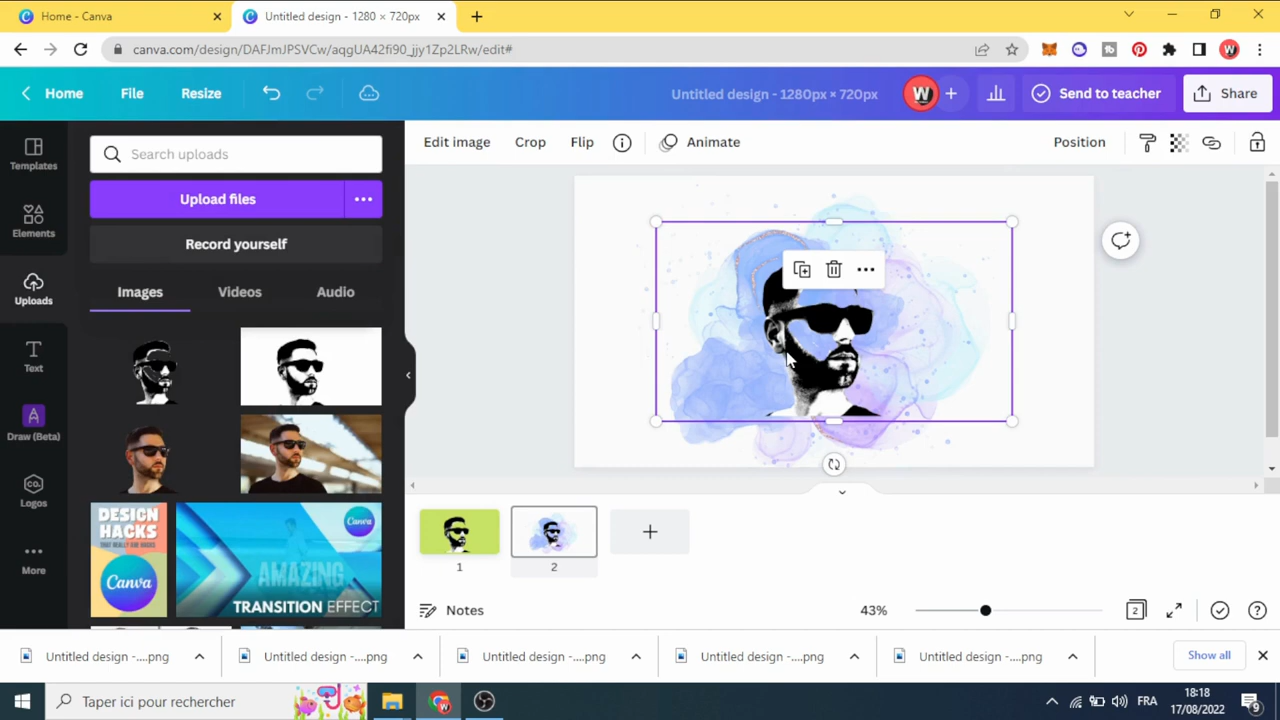 Home - Canva
Untitled design - 1280 × 720px
canva.com/design/DAFJmJPSVCw/aqgUA42fi90_jjy1Zp2LRw/edit#
Home
File
Resize
Untitled design - 1280px × 720px
W
Send to teacher
Share
Templates
Elements
Uploads
Text
Draw (Beta)
Logos
More
Search uploads
Upload files
Record yourself
Images
Videos
Audio
DESIGN
HACKS
Canva
Canva
AMAZING
TRANSITION EFFECT
Edit image
Crop
Flip
Animate
Position
1
2
Notes
43%
2
Untitled design -....png
Untitled design -....png
Untitled design -....png
Untitled design -....png
Untitled design -....png
Show all
Taper ici pour rechercher
FRA
18:18
17/08/2022
9